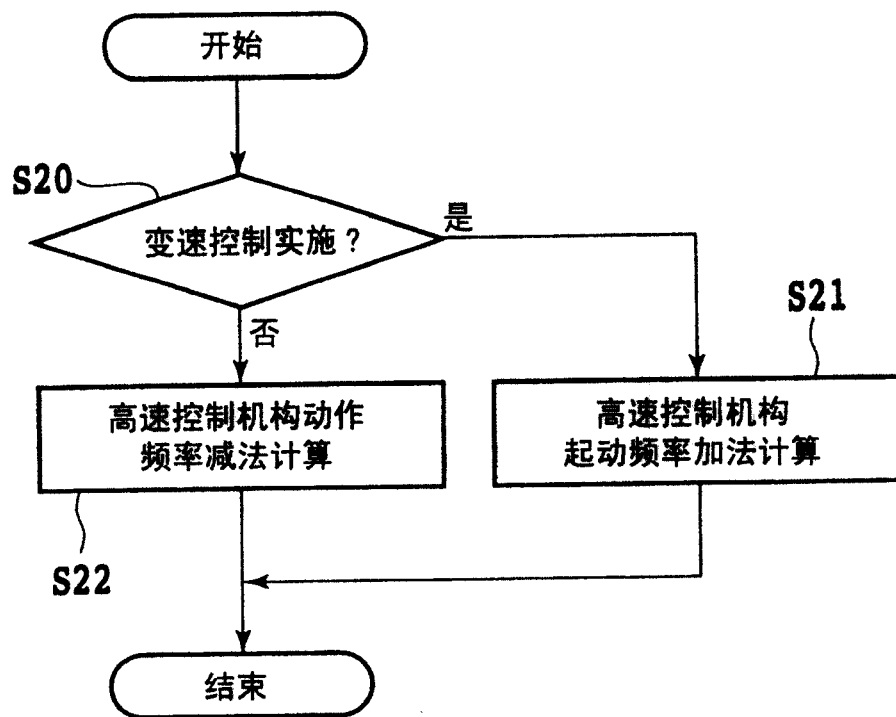 开始
S20
变速控制实施？
是
否
S21
高速控制机构动作
频率减法计算
高速控制机构
起动频率加法计算
S22
结束